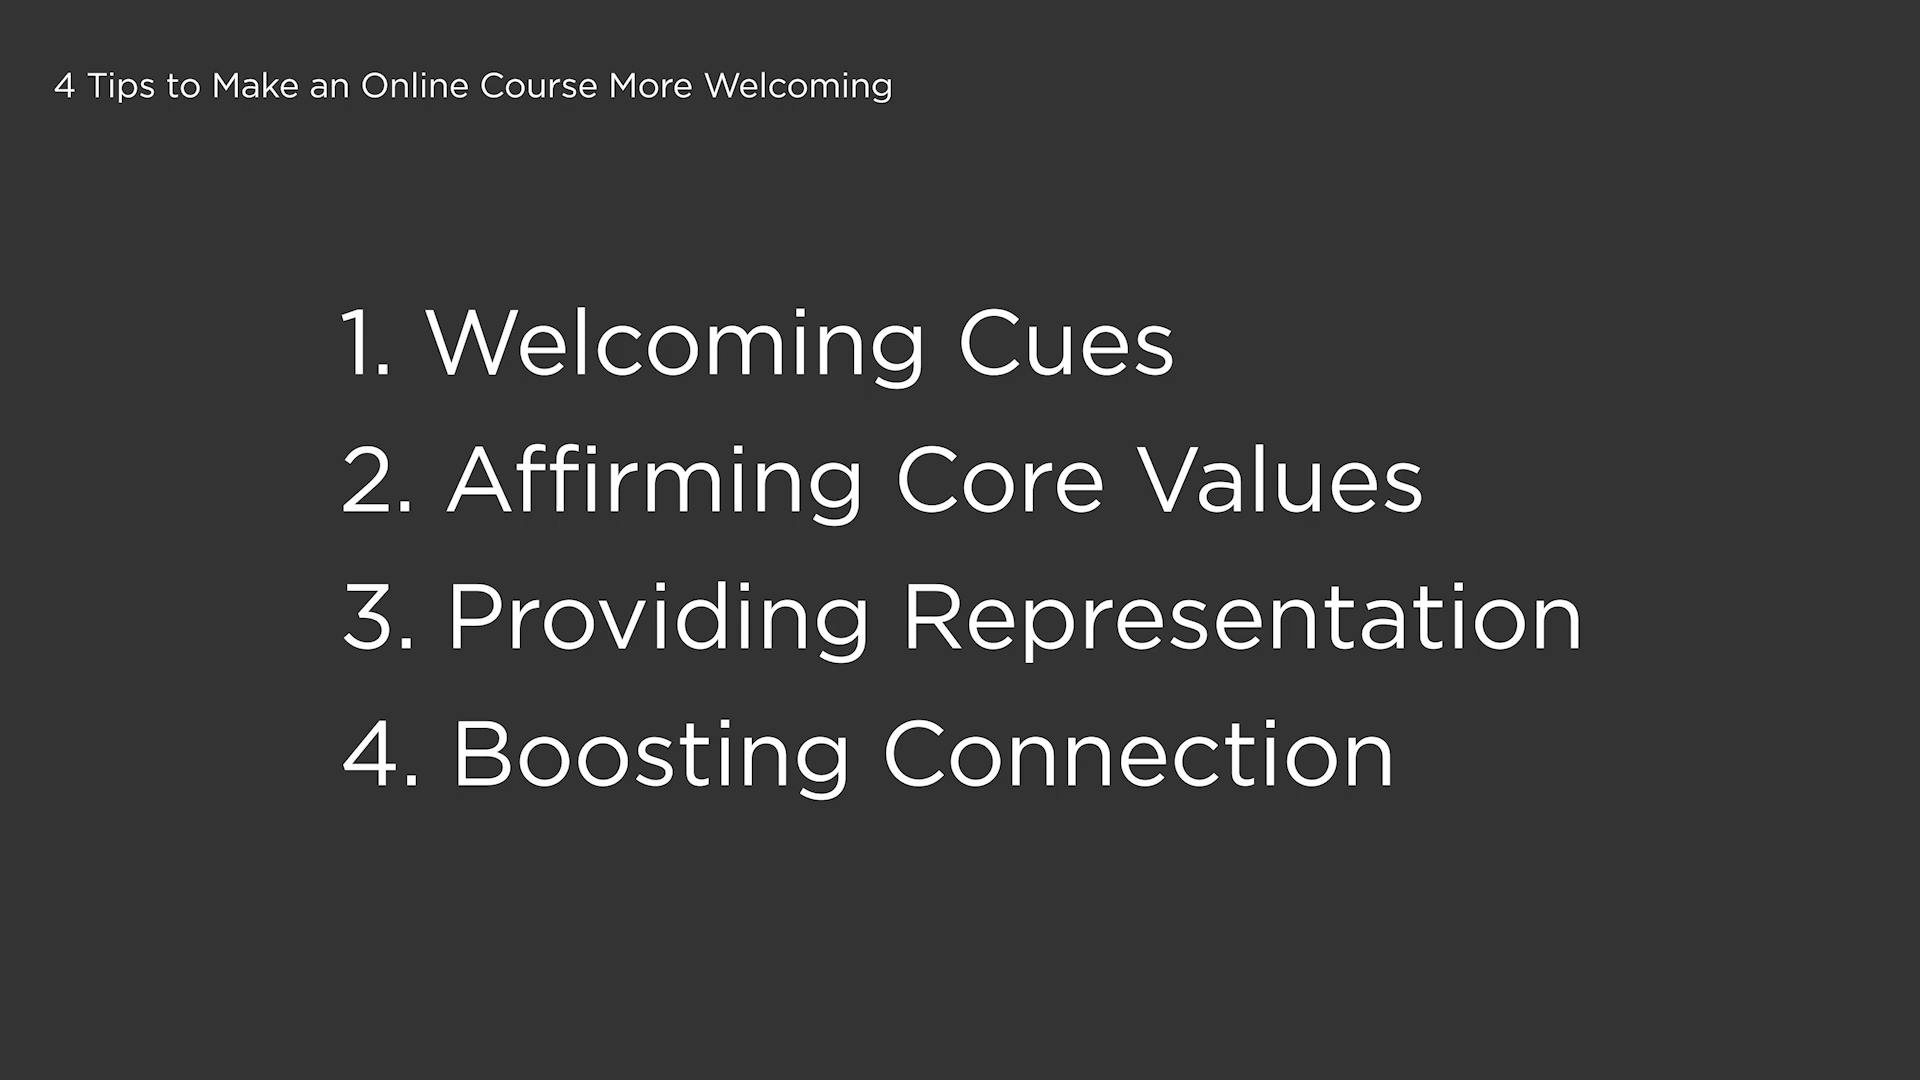 4 Tips to Make an Online Course More Welcoming
1. Welcoming Cues
2. Affirming Core Values
3. Providing Representation
4. Boosting Connection